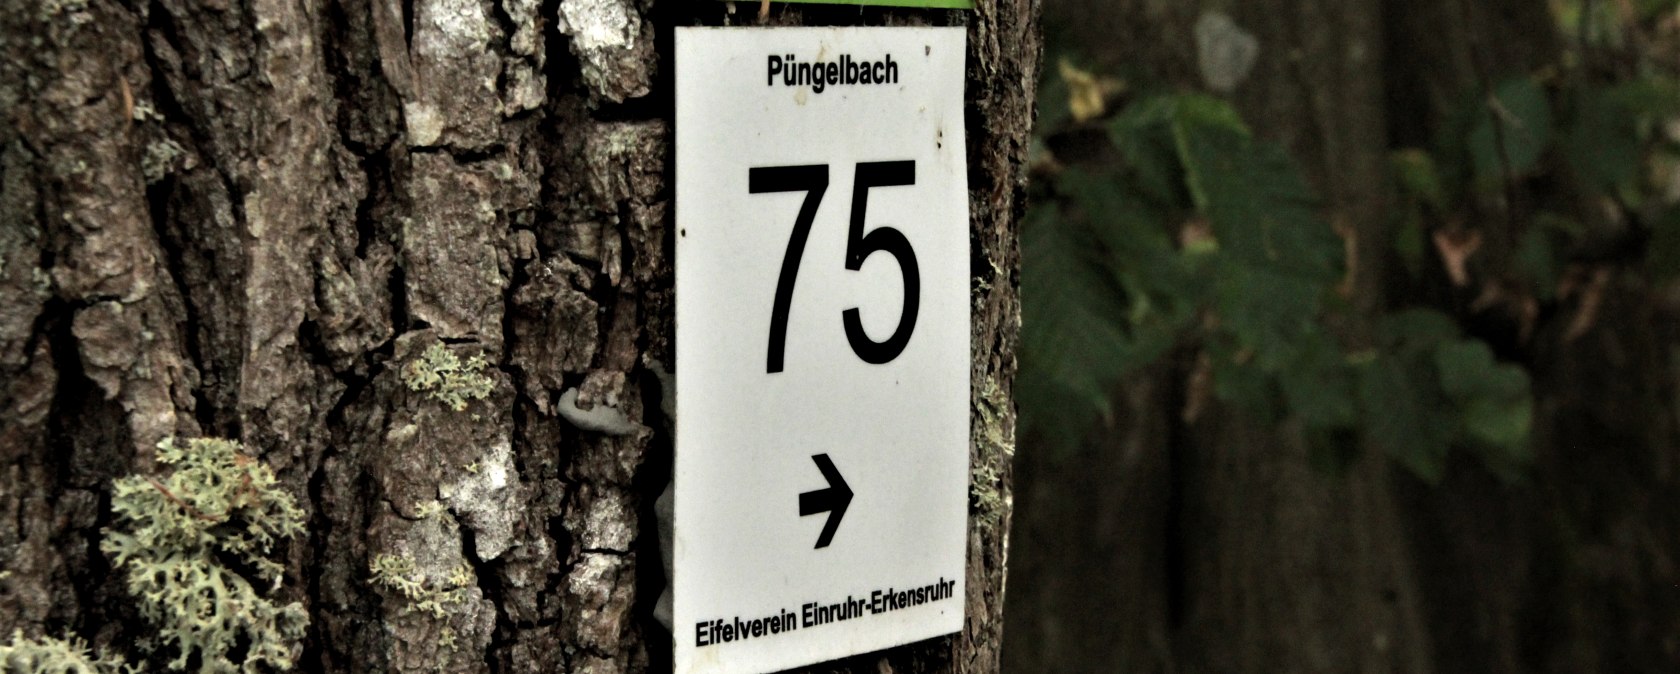 Püngelbach
75
→
Eifelverein Einruhr-Erkensruhr